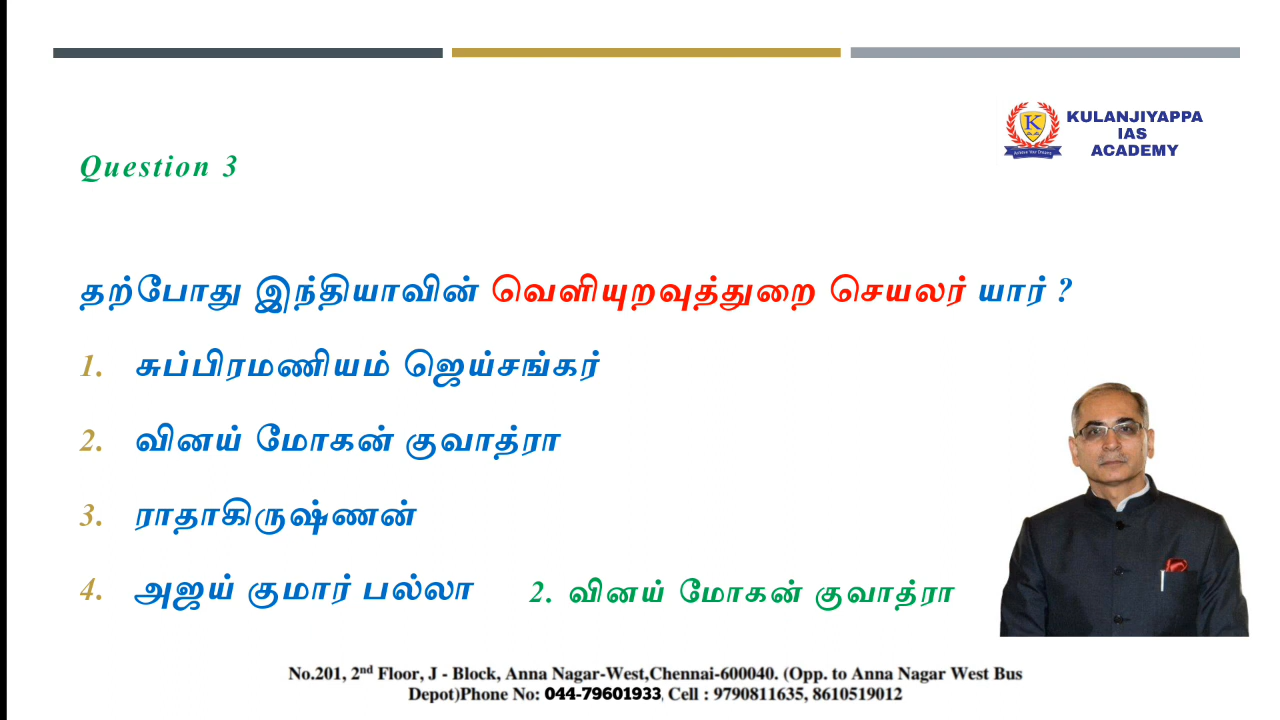 KULANJIYAPPA
IAS
ACADEMY
Question 3
தற்போது இந்தியாவின் வெளியுறவுத்துறை செயலர் யார் ?
1. சுப்பிரமணியம் ஜெய்சங்கர்
2. வினய் மோகன் குவாத்ரா
3. ராதாகிருஷ்ணன்
4. அஜய் குமார் பல்லா
2. வினய் மோகன் குவாத்ரா
No.201, 2nd Floor, J - Block, Anna Nagar-West,Chennai-600040. (Opp. to Anna Nagar West Bus
Depot)Phone No: 044-79601933, Cell : 9790811635, 8610519012